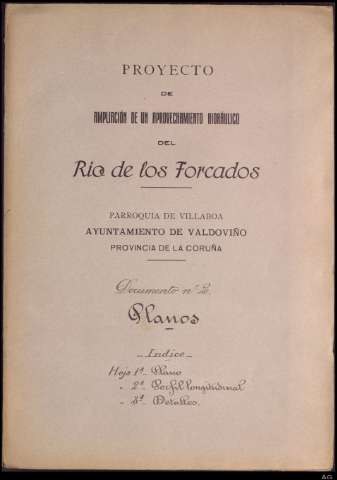 PROYECTO
DE
AMPLIACIÓN DE UN APROVECHAMIENTO HIDRÁULICO
DEL
Rio de los Forcados
PARROQUIA DE VILLABOA
AYUNTAMIENTO DE VALDOVIÑO
PROVINCIA DE LA CORUÑA
Documento nº 2
Planos
Indice
Hoja 1ª Plano
" 2ª Perfil longitudinal
" 3ª Detalles.